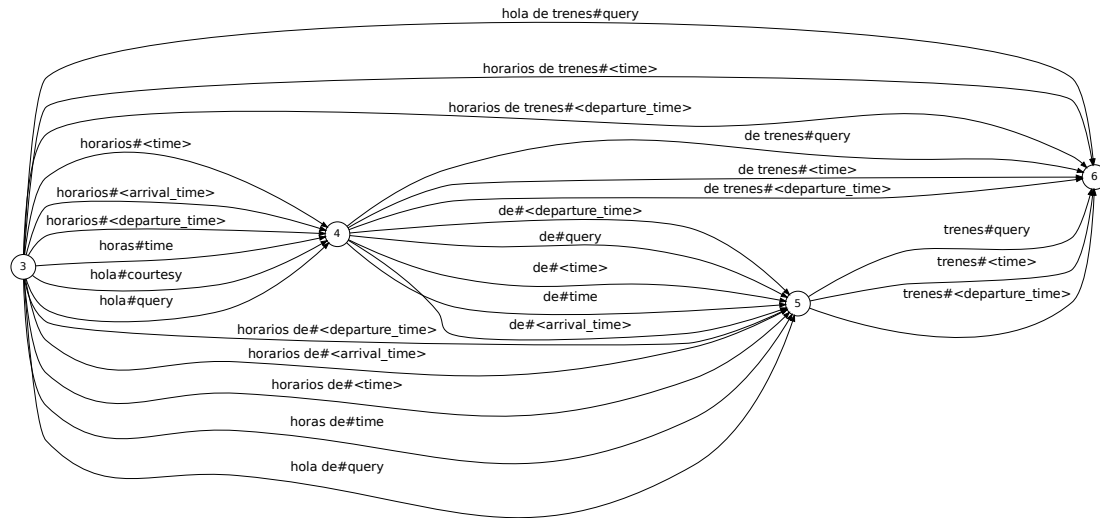 hola de trenes#query
horarios de trenes#<time>
horarios de trenes#<departure_time>
de trenes#query
horarios#<time>
de trenes#<time>
6
de trenes#<departure_time>
horarios#<arrival_time>
de#<departure_time>
horarios#<departure_time>
trenes#query
4
de#query
horas#time
trenes#<time>
3
de#<time>
hola#courtesy
trenes#<departure_time>
de#time
hola#query
5
de#<arrival_time>
horarios de#<departure_time>
horarios de#<arrival_time>
horarios de#<time>
horas de#time
hola de#query